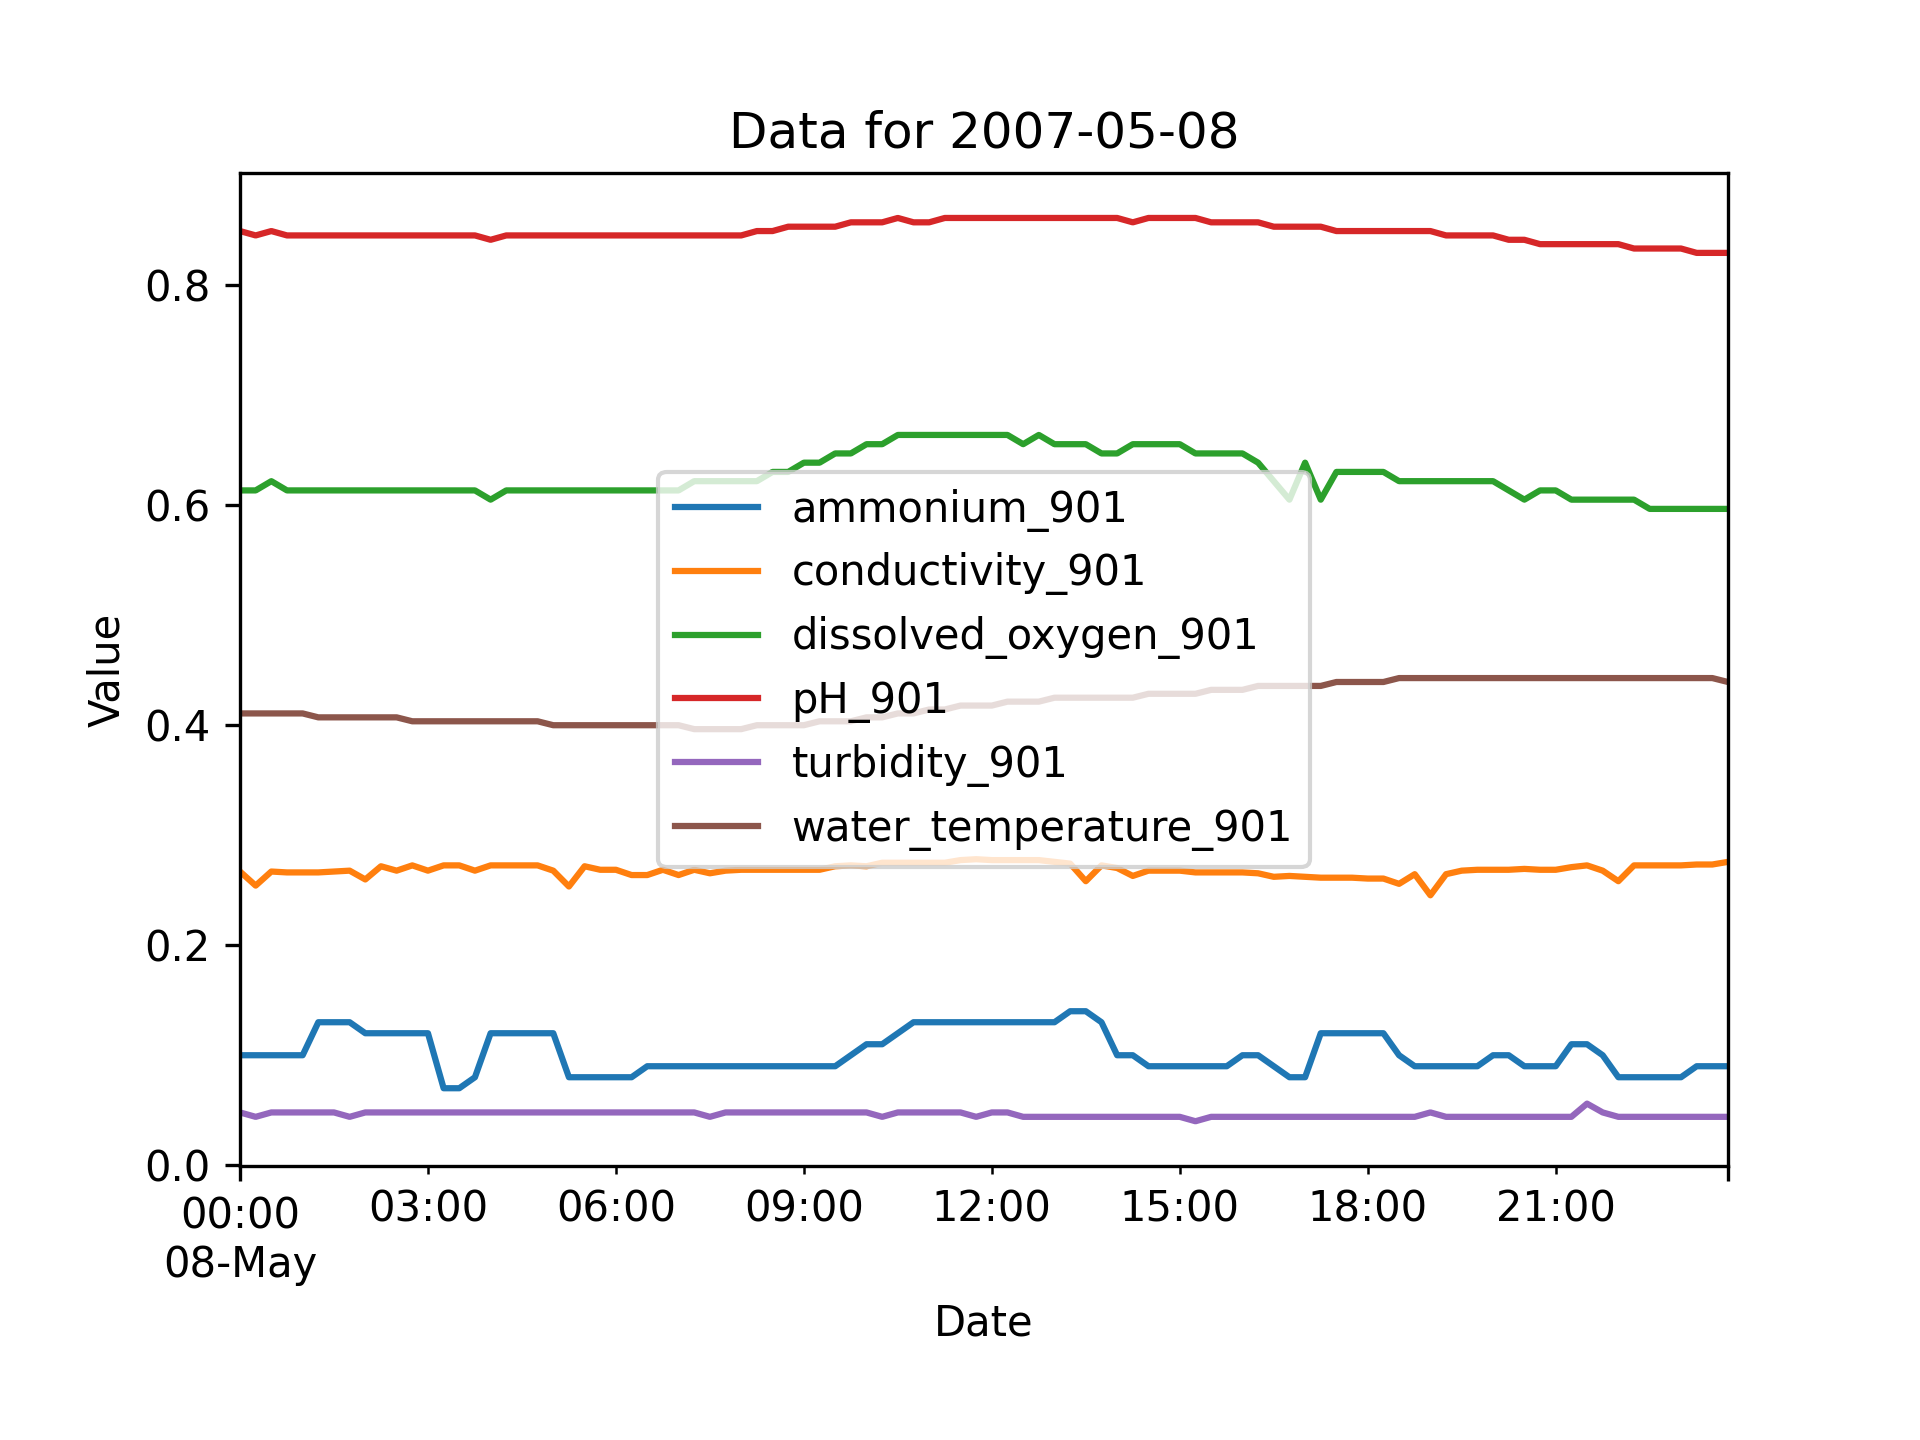 Data for 2007-05-08
Value
0.8
0.6
0.4
0.2
0.0
ammonium_901
conductivity_901
dissolved_oxygen_901
pH_901
turbidity_901
water_temperature_901
00:00 03:00 06:00 09:00 12:00 15:00 18:00 21:00
08-May
Date